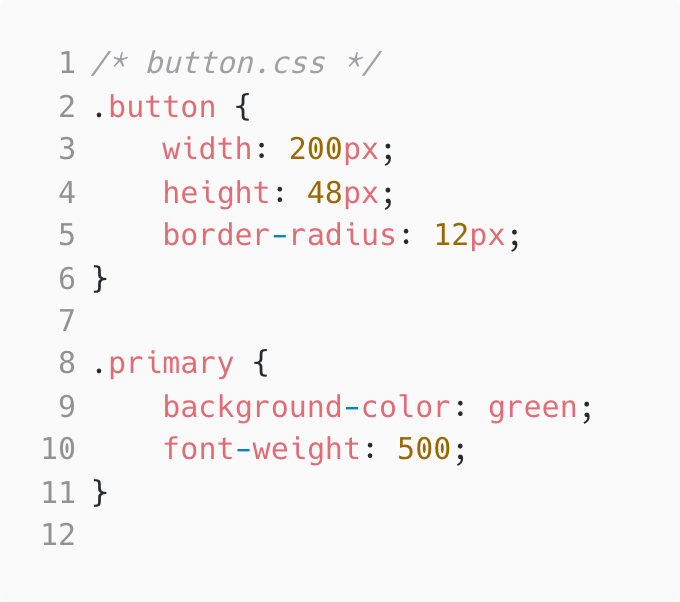 1 /* button.css */
2 .button {
3     width: 200px;
4     height: 48px;
5     border-radius: 12px;
6 }
7
8 .primary {
9     background-color: green;
10     font-weight: 500;
11 }
12